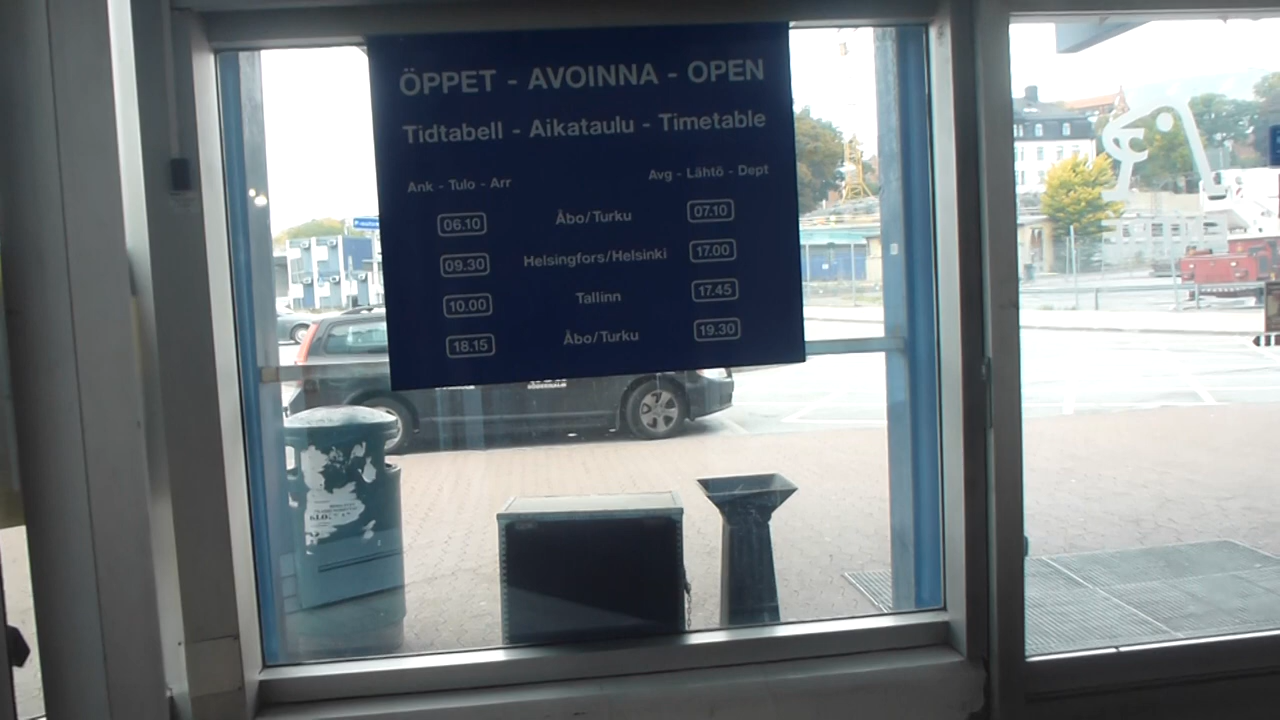 ÖPPET - AVOINNA - OPEN
Tidtabell - Aikataulu - Timetable
Ank - Tulo - Arr Avg - Lähtö - Dept
06.10 Åbo/Turku 07.10
09.30 Helsingfors/Helsinki 17.00
10.00 Tallinn 17.45
18.15 Åbo/Turku 19.30